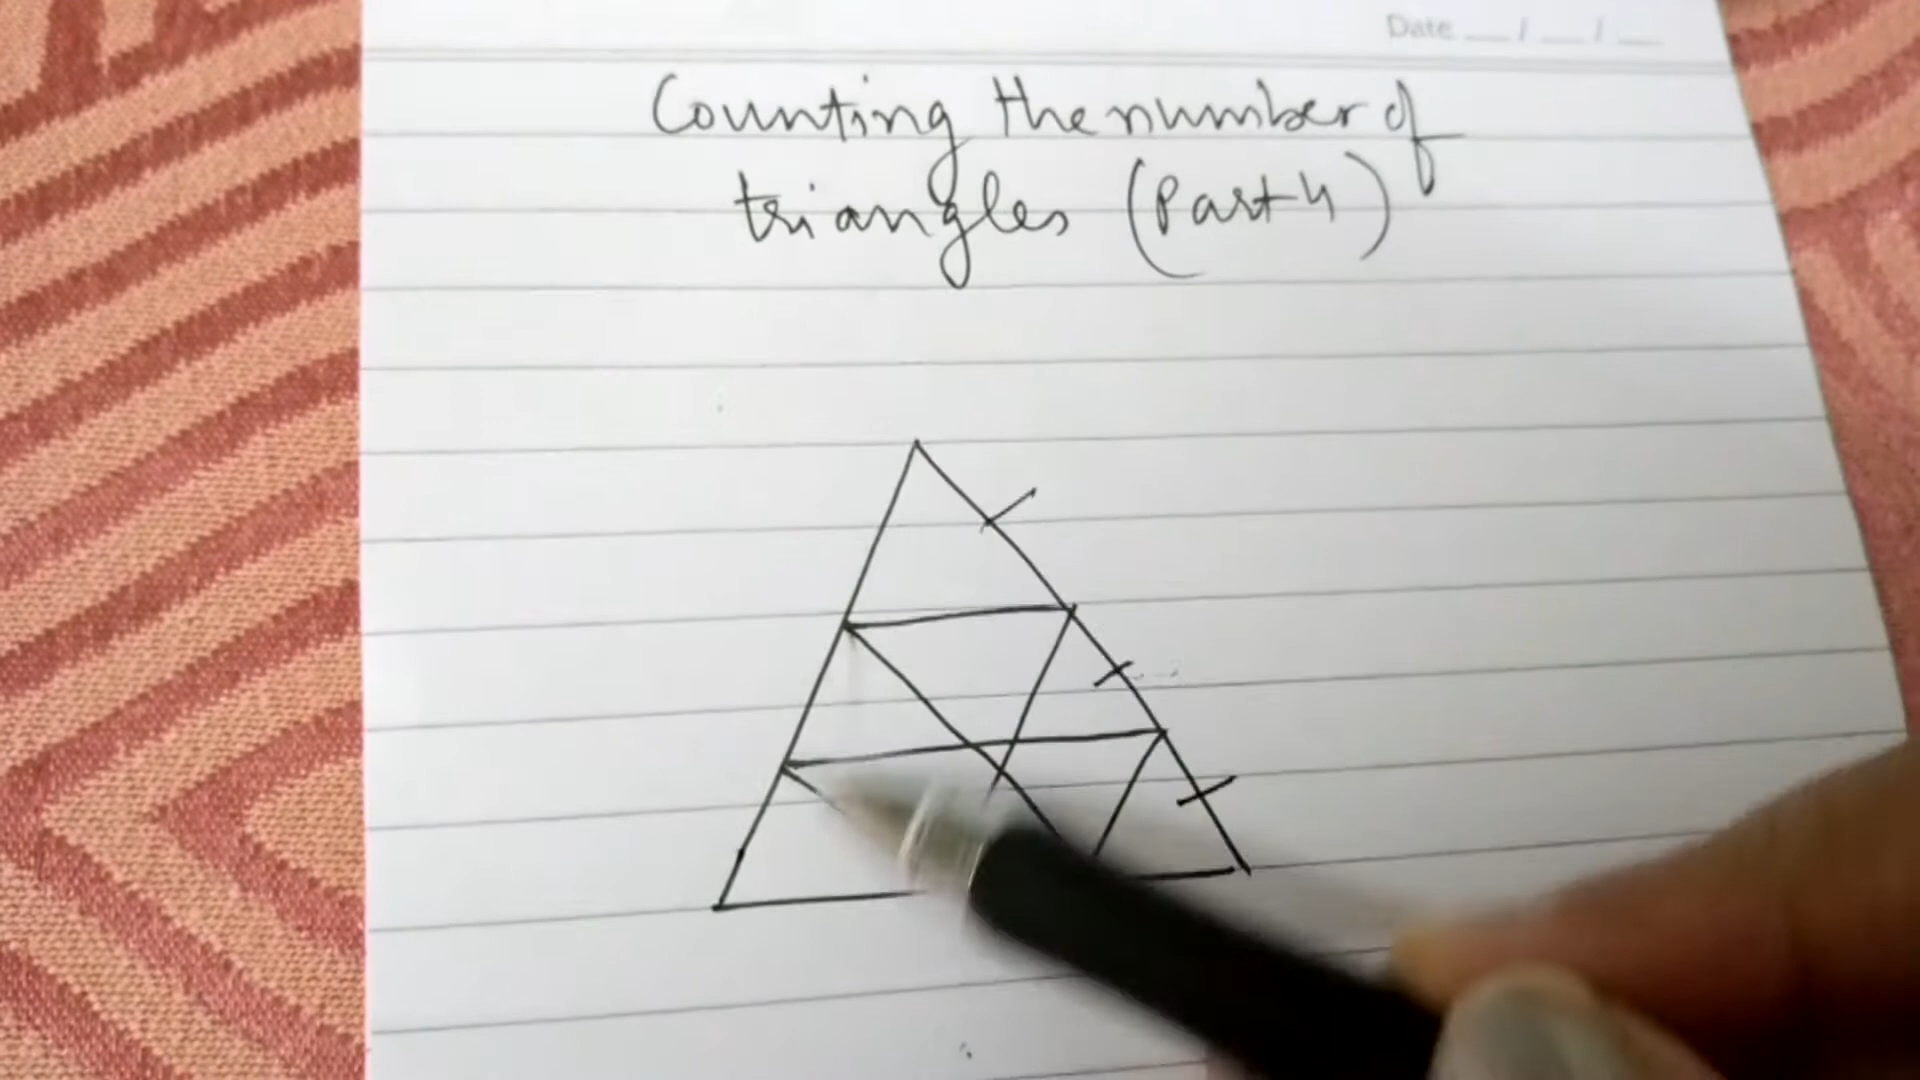 Date __/__/__
Counting the number of
triangles (Part 4)